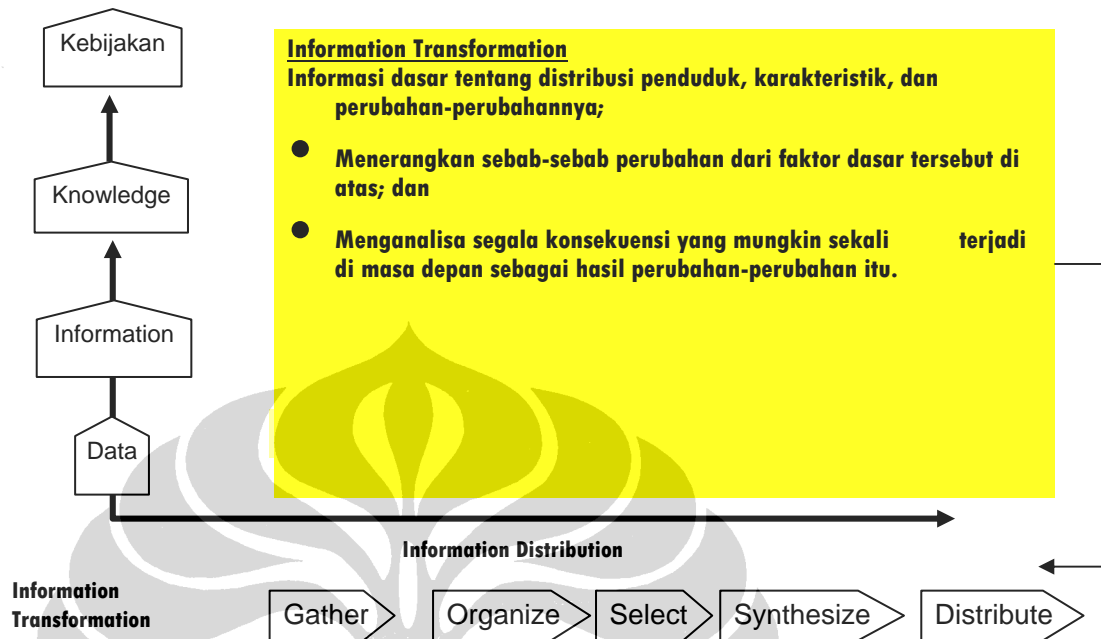 Kebijakan
Knowledge
Information
Data
Information Transformation
Informasi dasar tentang distribusi penduduk, karakteristik, dan
perubahan-perubahannya;
● Menerangkan sebab-sebab perubahan dari faktor dasar tersebut di
atas; dan
● Menganalisa segala konsekuensi yang mungkin sekali terjadi
di masa depan sebagai hasil perubahan-perubahan itu.
Information Distribution
Information
Transformation
Gather
Organize
Select
Synthesize
Distribute